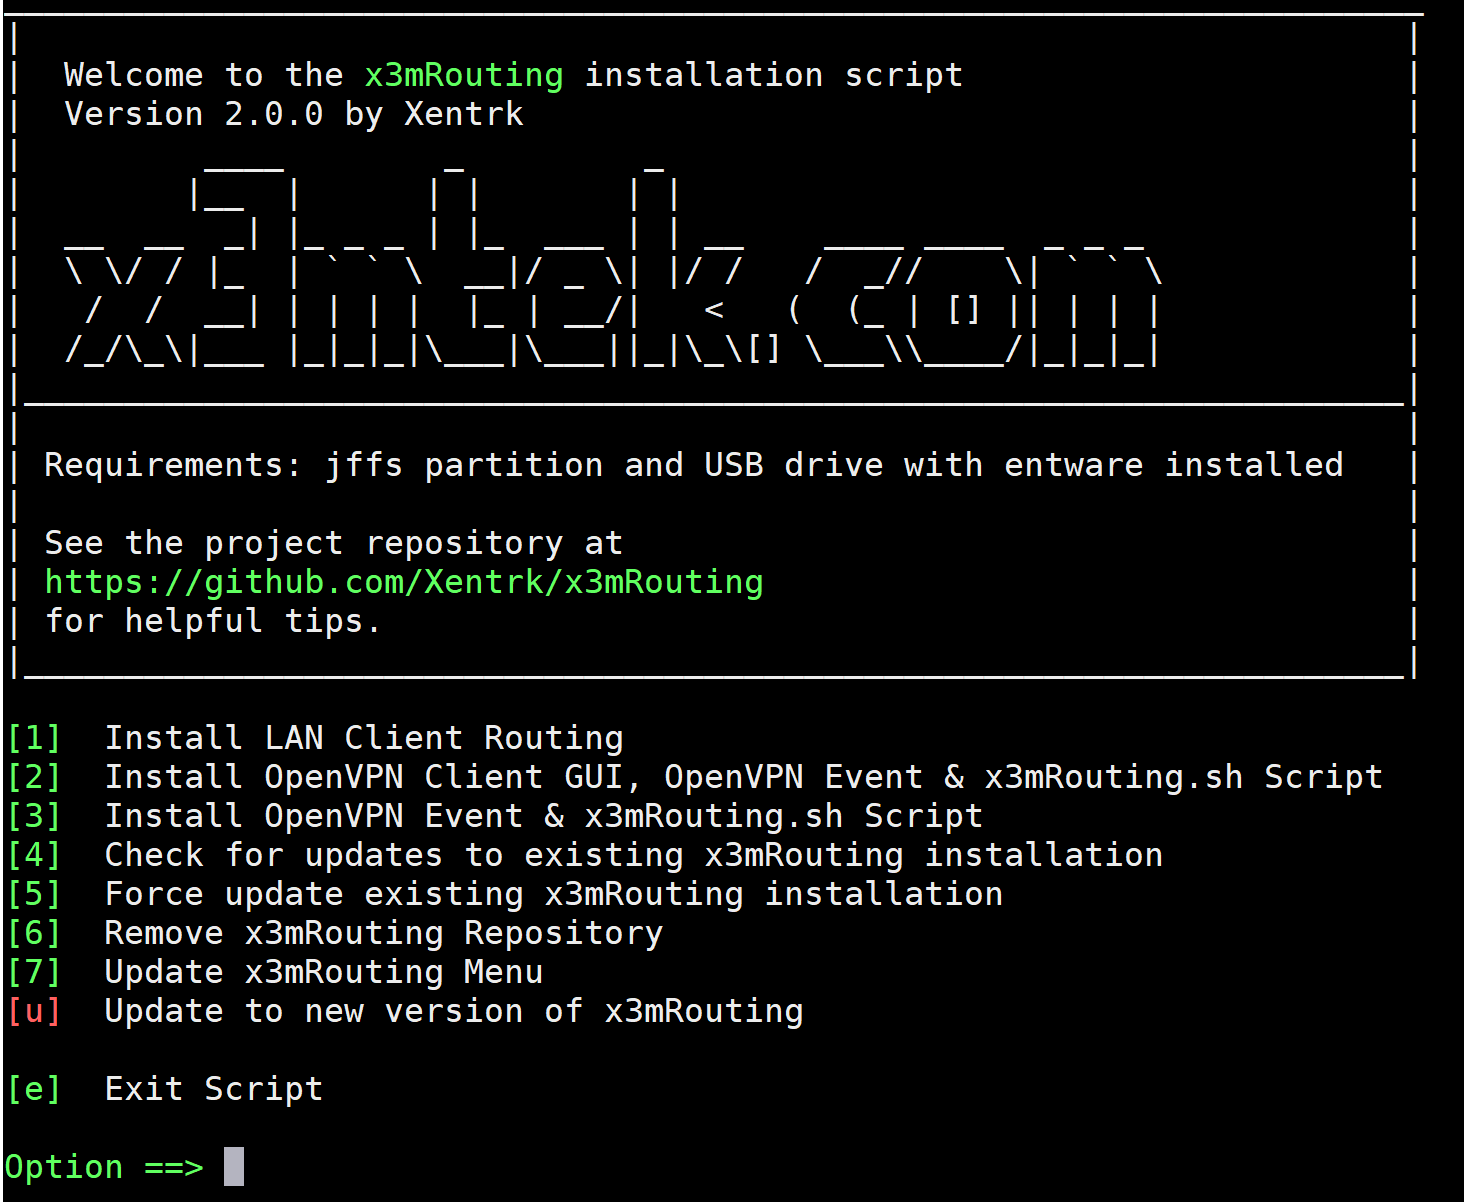 Welcome to the x3mRouting installation script
Version 2.0.0 by Xentrk
x3mtek.com
Requirements: jffs partition and USB drive with entware installed
See the project repository at
https://github.com/Xentrk/x3mRouting
for helpful tips.
[1] Install LAN Client Routing
[2] Install OpenVPN Client GUI, OpenVPN Event & x3mRouting.sh Script
[3] Install OpenVPN Event & x3mRouting.sh Script
[4] Check for updates to existing x3mRouting installation
[5] Force update existing x3mRouting installation
[6] Remove x3mRouting Repository
[7] Update x3mRouting Menu
[u] Update to new version of x3mRouting
[e] Exit Script
Option ==>